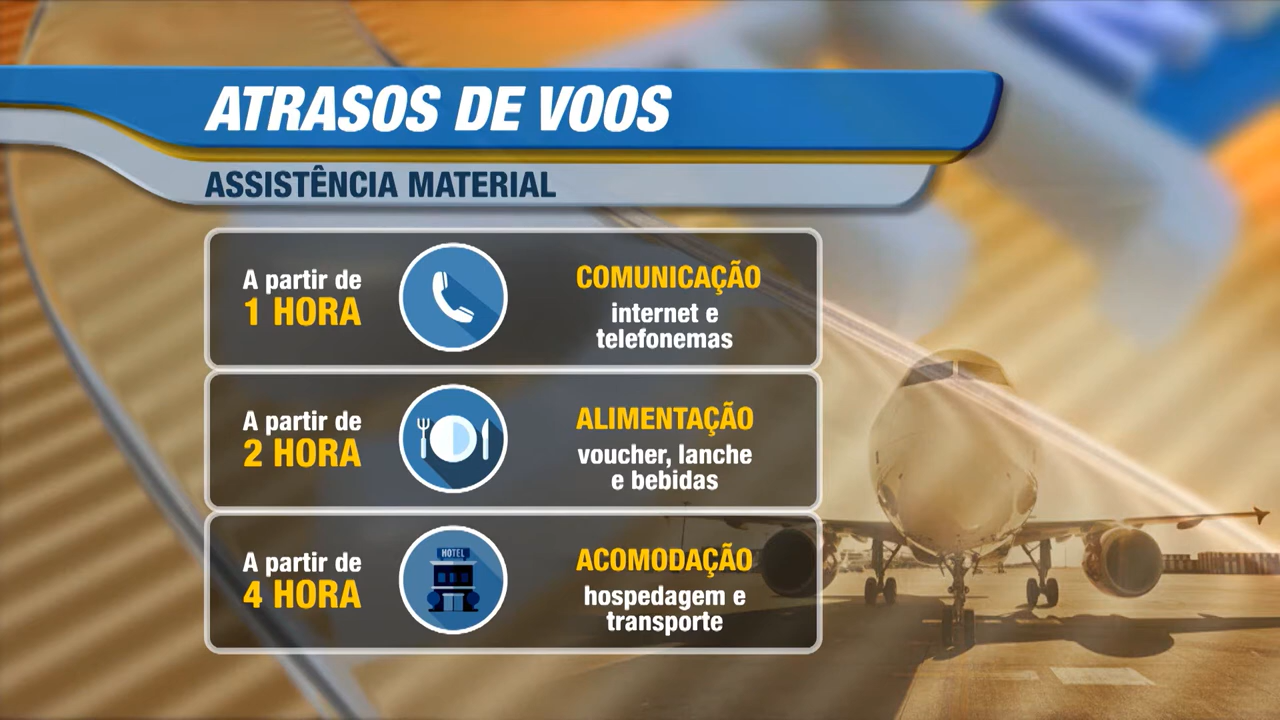 ATRASOS DE VOOS
ASSISTÊNCIA MATERIAL
A partir de
1 HORA
COMUNICAÇÃO
internet e
telefonemas
A partir de
2 HORA
ALIMENTAÇÃO
voucher, lanche
e bebidas
A partir de
4 HORA
HOTEL
ACOMODAÇÃO
hospedagem e
transporte